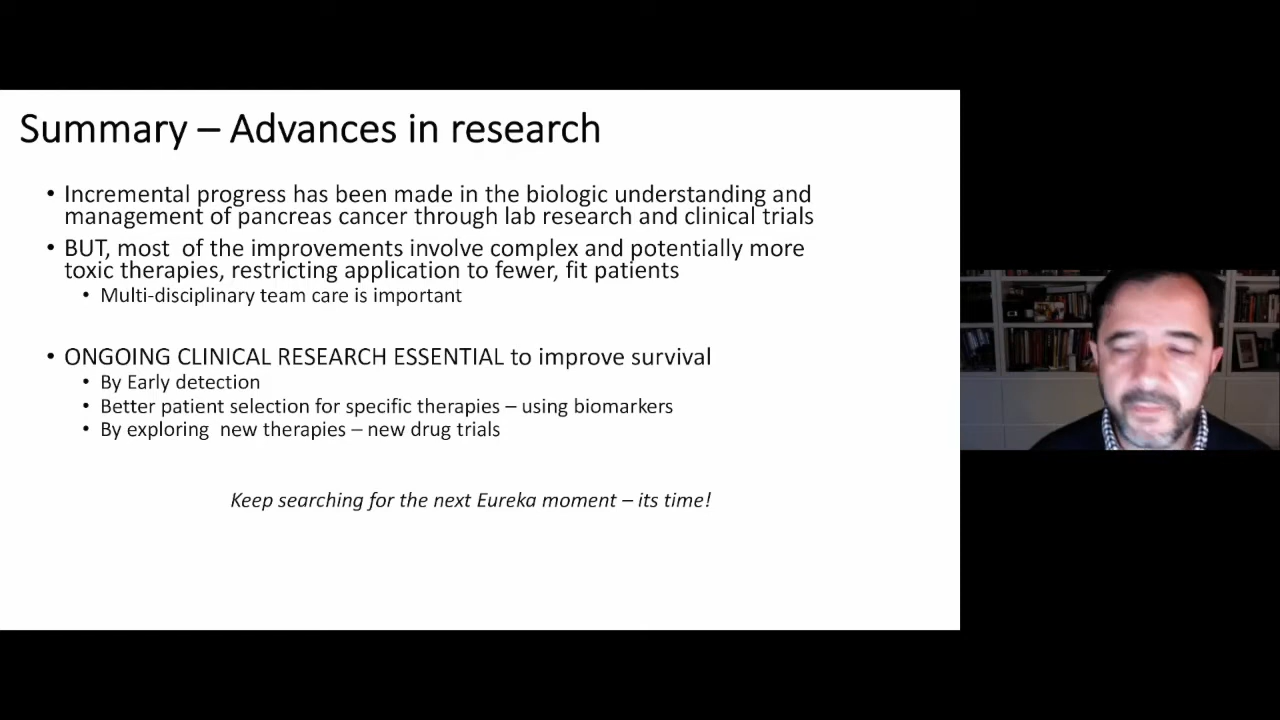 Summary – Advances in research
• Incremental progress has been made in the biologic understanding and
management of pancreas cancer through lab research and clinical trials
• BUT, most  of the improvements involve complex and potentially more
toxic therapies, restricting application to fewer, fit patients
• Multi-disciplinary team care is important
• ONGOING CLINICAL RESEARCH ESSENTIAL to improve survival
• By Early detection
• Better patient selection for specific therapies – using biomarkers
• By exploring  new therapies – new drug trials
Keep searching for the next Eureka moment – its time!